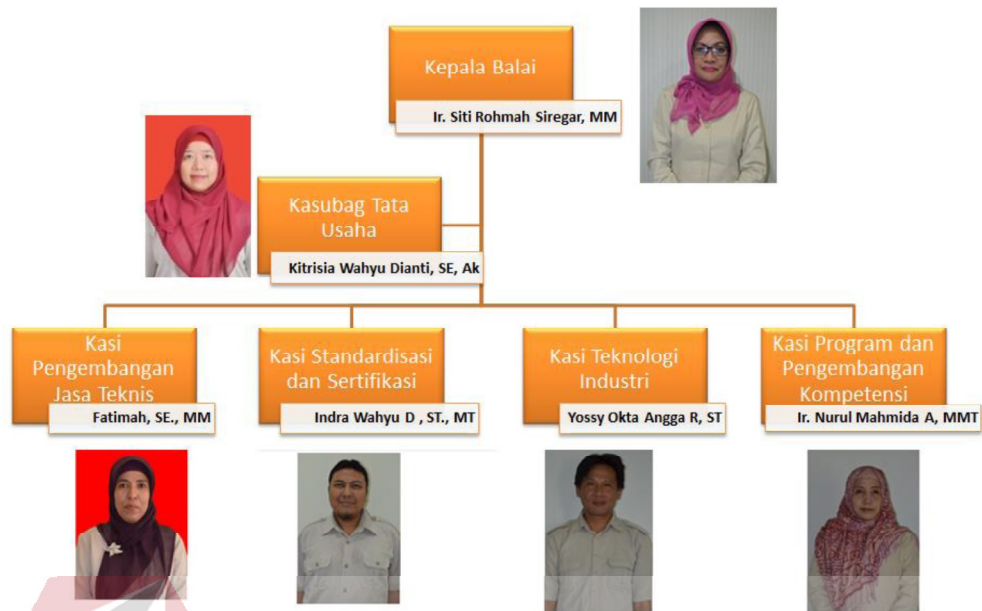 Kepala Balai
Ir. Siti Rohmah Siregar, MM
Kasubag Tata
Usaha
Kitrisia Wahyu Dianti, SE, Ak
Kasi
Pengembangan
Jasa Teknis
Fatimah, SE., MM
Kasi Standardisasi
dan Sertifikasi
Indra Wahyu D , ST., MT
Kasi Teknologi
Industri
Yossy Okta Angga R, ST
Kasi Program dan
Pengembangan
Kompetensi
Ir. Nurul Mahmida A, MMT